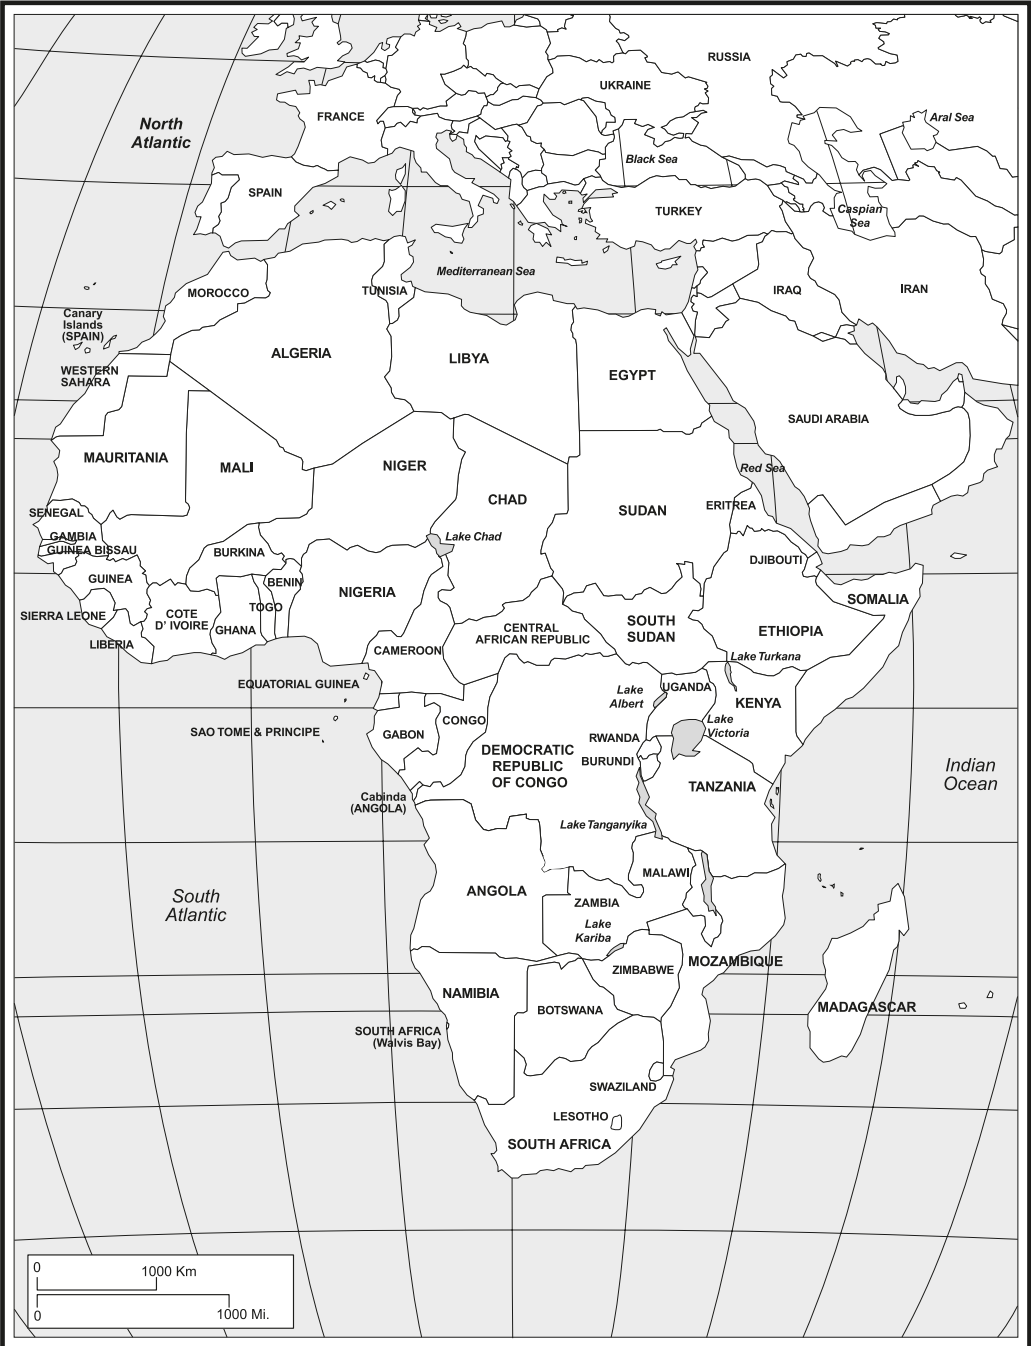 RUSSIA
UKRAINE
FRANCE
Aral Sea
North
Atlantic
Black Sea
SPAIN
TURKEY
Caspian
Sea
Mediterranean Sea
MOROCCO
TUNISIA
IRAQ
IRAN
Canary
Islands
(SPAIN)
ALGERIA
LIBYA
EGYPT
WESTERN
SAHARA
SAUDI ARABIA
MAURITANIA
MALI
NIGER
CHAD
Red Sea
SENEGAL
SUDAN
ERITREA
GAMBIA
GUINEA BISSAU
BURKINA
Lake Chad
DJIBOUTI
GUINEA
BENIN
NIGERIA
SOMALIA
SIERRA LEONE
COTE
D' IVOIRE
TOGO
GHANA
LIBERIA
CENTRAL
AFRICAN REPUBLIC
SOUTH
SUDAN
ETHIOPIA
CAMEROON
Lake Turkana
EQUATORIAL GUINEA
Lake
Albert
UGANDA
KENYA
SAO TOME & PRINCIPE
GABON
CONGO
Lake
Victoria
DEMOCRATIC
REPUBLIC
OF CONGO
RWANDA
BURUNDI
Indian
Ocean
TANZANIA
Cabinda
(ANGOLA)
Lake Tanganyika
South
Atlantic
ANGOLA
MALAWI
ZAMBIA
Lake
Kariba
MOZAMBIQUE
ZIMBABWE
NAMIBIA
BOTSWANA
MADAGASCAR
SOUTH AFRICA
(Walvis Bay)
SWAZILAND
LESOTHO
SOUTH AFRICA
0
1000 Km
0
1000 Mi.